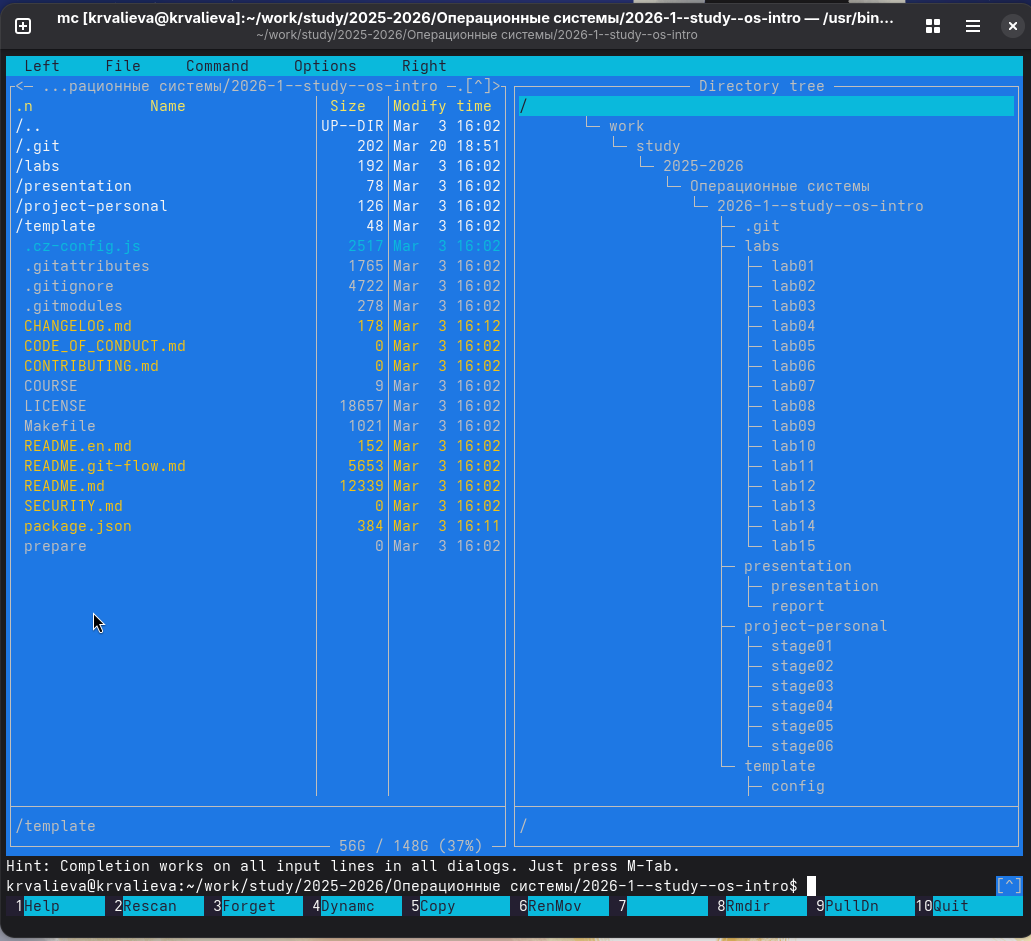 mc [krvalieva@krvalieva]:~/work/study/2025-2026/Операционные системы/2026-1--study--os-intro — /usr/bin…
~/work/study/2025-2026/Операционные системы/2026-1--study--os-intro
Left File Command Options Right
<— ...рационные системы/2026-1--study--os-intro —.[^]>
.n Name Size Modify time
/.. UP--DIR Mar 3 16:02
/.git 202 Mar 20 18:51
/labs 192 Mar 3 16:02
/presentation 78 Mar 3 16:02
/project-personal 126 Mar 3 16:02
/template 48 Mar 3 16:02
.cz-config.js 2517 Mar 3 16:02
.gitattributes 1765 Mar 3 16:02
.gitignore 4722 Mar 3 16:02
.gitmodules 278 Mar 3 16:02
CHANGELOG.md 178 Mar 3 16:12
CODE_OF_CONDUCT.md 0 Mar 3 16:02
CONTRIBUTING.md 0 Mar 3 16:02
COURSE 9 Mar 3 16:02
LICENSE 18657 Mar 3 16:02
Makefile 1021 Mar 3 16:02
README.en.md 152 Mar 3 16:02
README.git-flow.md 5653 Mar 3 16:02
README.md 12339 Mar 3 16:02
SECURITY.md 0 Mar 3 16:02
package.json 384 Mar 3 16:11
prepare 0 Mar 3 16:02
/template
56G / 148G (37%)
Directory tree
/
work
study
2025-2026
Операционные системы
2026-1--study--os-intro
.git
labs
lab01
lab02
lab03
lab04
lab05
lab06
lab07
lab08
lab09
lab10
lab11
lab12
lab13
lab14
lab15
presentation
presentation
report
project-personal
stage01
stage02
stage03
stage04
stage05
stage06
template
config
/
Hint: Completion works on all input lines in all dialogs. Just press M-Tab.
krvalieva@krvalieva:~/work/study/2025-2026/Операционные системы/2026-1--study--os-intro$ [^]
1Help 2Rescan 3Forget 4Dynamc 5Copy 6RenMov 7 8Rmdir 9PullDn 10Quit